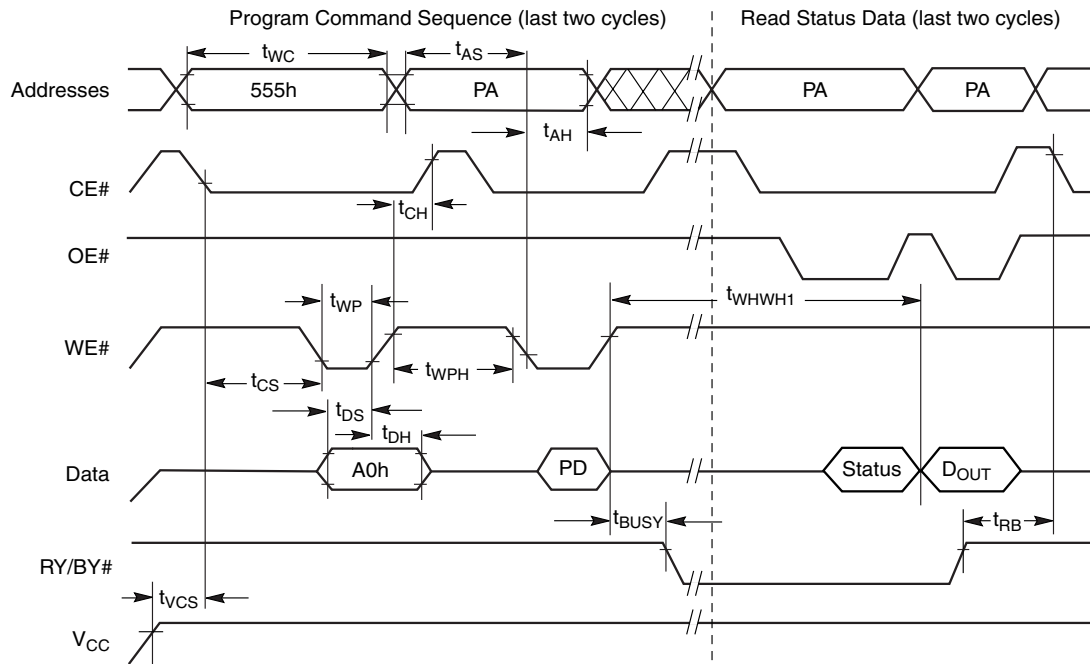 Program Command Sequence (last two cycles)
Read Status Data (last two cycles)
tWC
tAS
Addresses
555h
PA
PA
PA
tAH
CE#
tCH
OE#
tWP
tWHWH1
WE#
tWPH
tCS
tDS
tDH
Data
A0h
PD
Status
DOUT
tBUSY
tRB
RY/BY#
tVCS
VCC